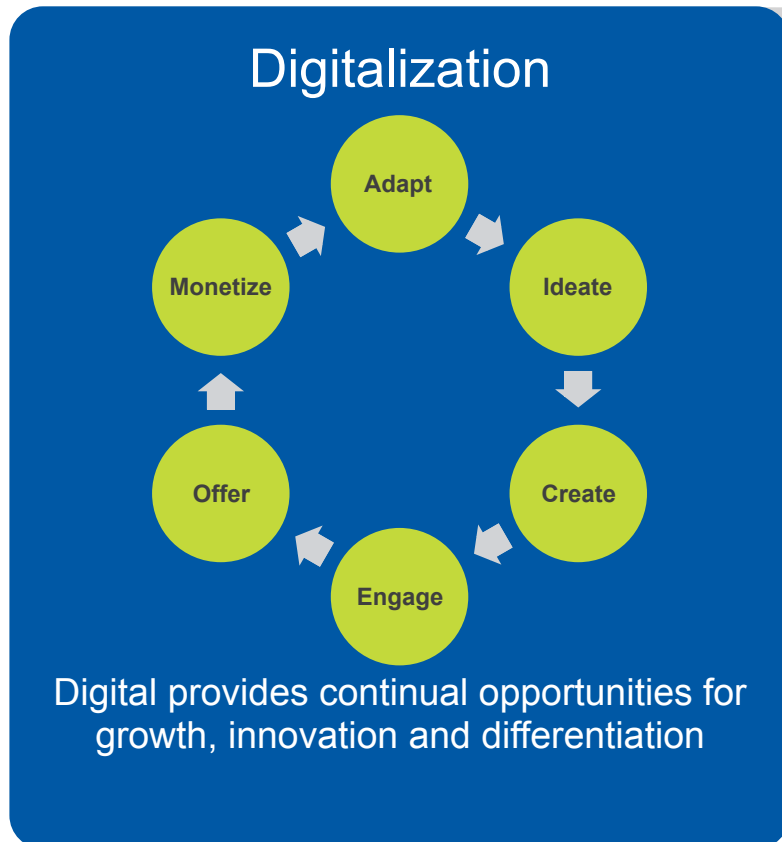 Digitalization
Adapt
Ideate
Create
Engage
Offer
Monetize
Digital provides continual opportunities for
growth, innovation and differentiation